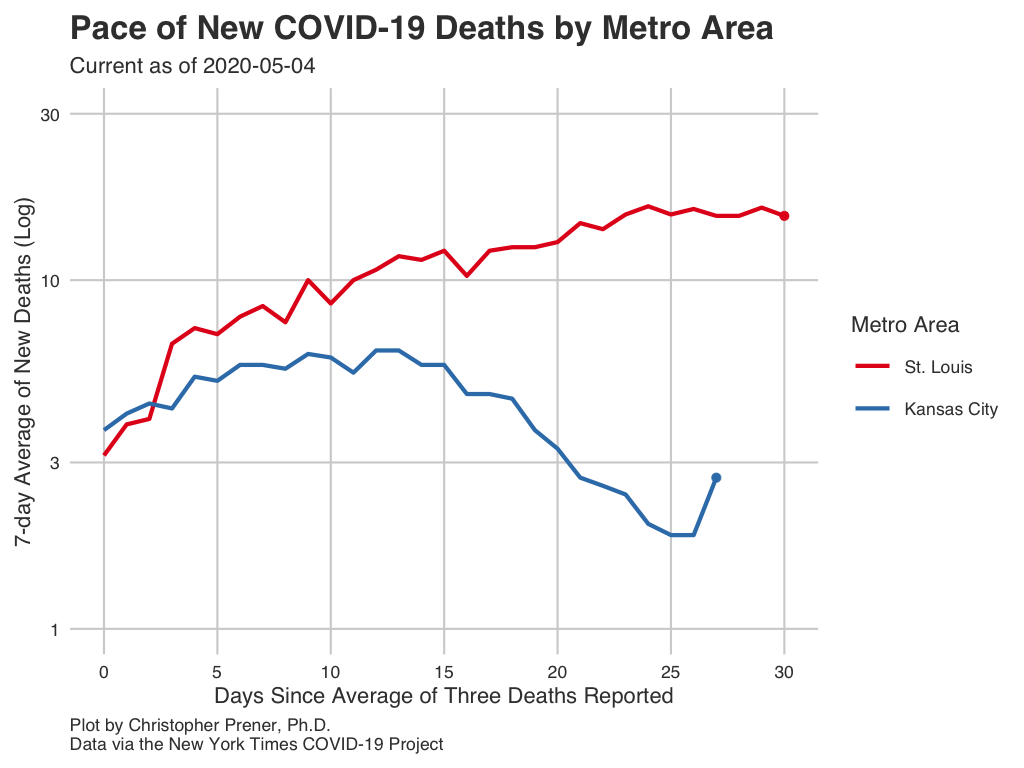 Pace of New COVID-19 Deaths by Metro Area
Current as of 2020-05-04
7-day Average of New Deaths (Log)
30
10
3
1
0 5 10 15 20 25 30
Days Since Average of Three Deaths Reported
Metro Area
St. Louis
Kansas City
Plot by Christopher Prener, Ph.D.
Data via the New York Times COVID-19 Project